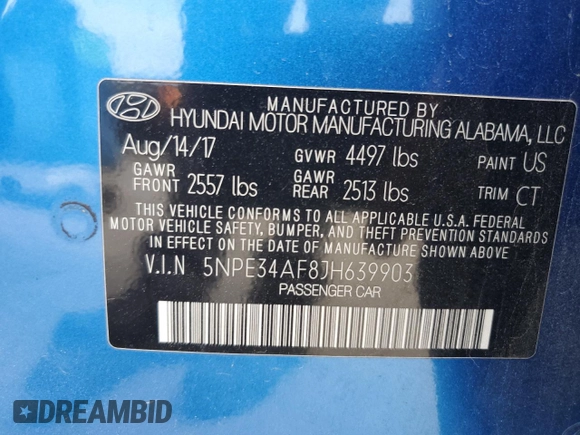 MANUFACTURED BY
HYUNDAI MOTOR MANUFACTURING ALABAMA, LLC
Aug/14/17 GVWR 4497 lbs PAINT US
GAWR FRONT 2557 lbs GAWR REAR 2513 lbs TRIM CT
THIS VEHICLE CONFORMS TO ALL APPLICABLE U.S.A. FEDERAL
MOTOR VEHICLE SAFETY, BUMPER, AND THEFT PREVENTION STANDARDS
IN EFFECT ON THE DATE OF MANUFACTURE SHOWN ABOVE
V.I.N 5NPE34AF8JH639903
PASSENGER CAR
DREAMBID